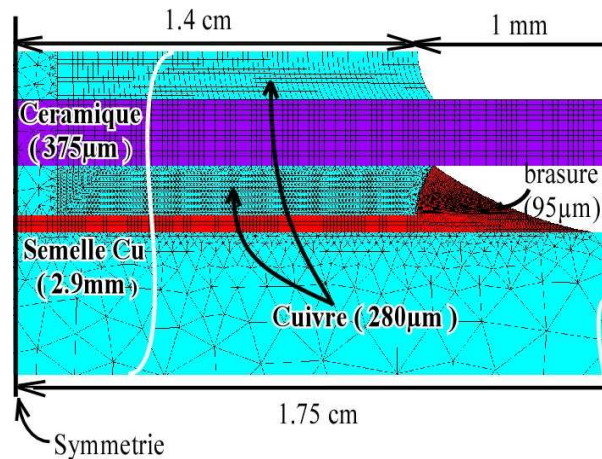 1.4 cm
1 mm
Ceramique
(375µm)
brasure
(95µm)
Semelle Cu
(2.9mm)
Cuivre (280µm)
1.75 cm
Symmetrie